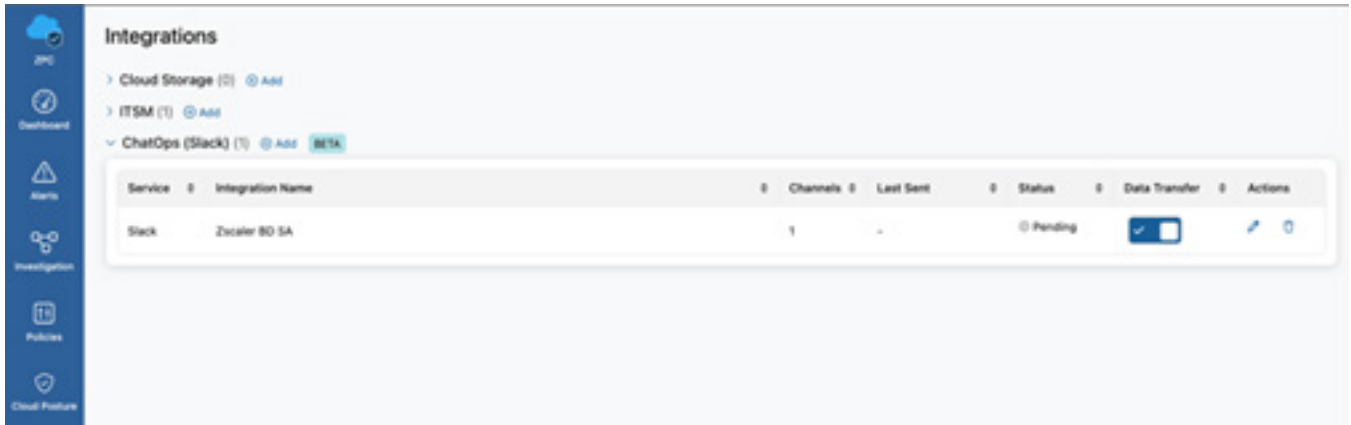 Integrations
ZPC
> Cloud Storage (0) Add
> ITSM (1) Add
ChatOps (Slack) (1) Add BETA
Dashboard
Alerts
Service Integration Name Channels Last Sent Status Data Transfer Actions
Slack Zscaler BD SA 1 - Pending
Investigation
Policies
Cloud Posture